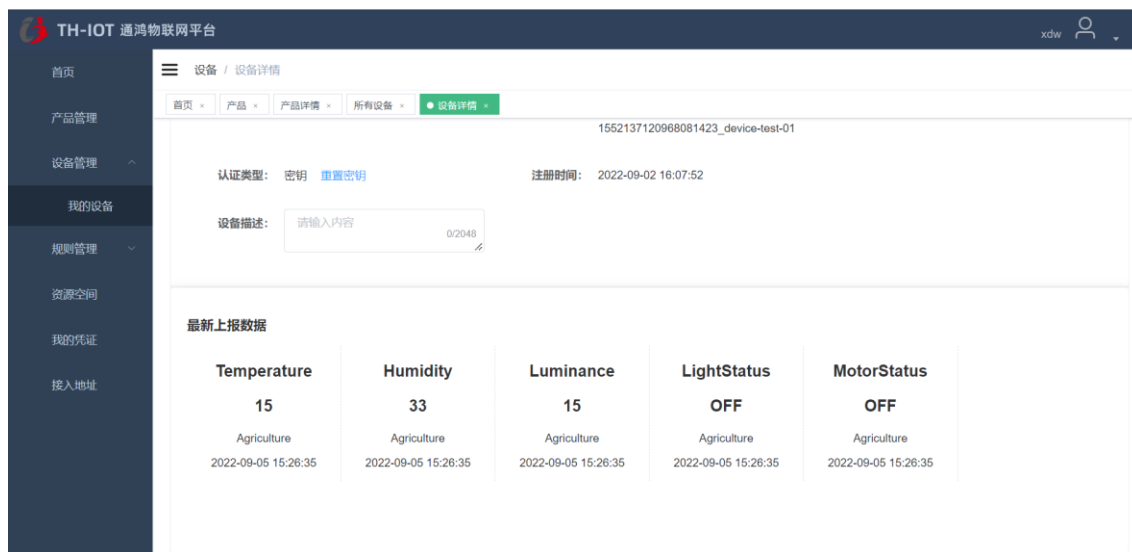 TH-IOT 通鸿物联网平台
xdw
首页
产品管理
设备管理
我的设备
规则管理
资源空间
我的凭证
接入地址
设备 / 设备详情
首页 × 产品 × 产品详情 × 所有设备 × 设备详情 ×
1552137120968081423_device-test-01
认证类型： 密钥 重置密钥 注册时间： 2022-09-02 16:07:52
设备描述： 请输入内容
0/2048
最新上报数据
Temperature Humidity Luminance LightStatus MotorStatus
15 33 15 OFF OFF
Agriculture Agriculture Agriculture Agriculture Agriculture
2022-09-05 15:26:35 2022-09-05 15:26:35 2022-09-05 15:26:35 2022-09-05 15:26:35 2022-09-05 15:26:35